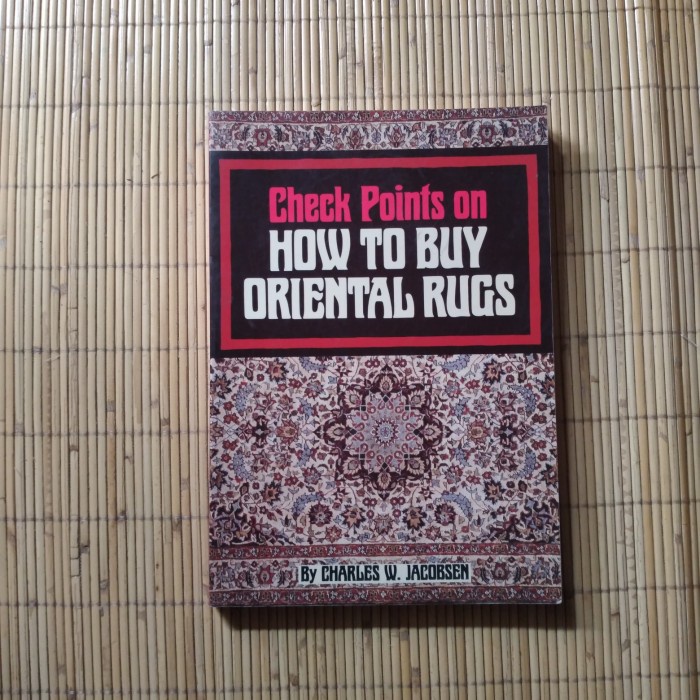 Check Points on
HOW TO BUY
ORIENTAL RUGS
By CHARLES W. JACOBSEN